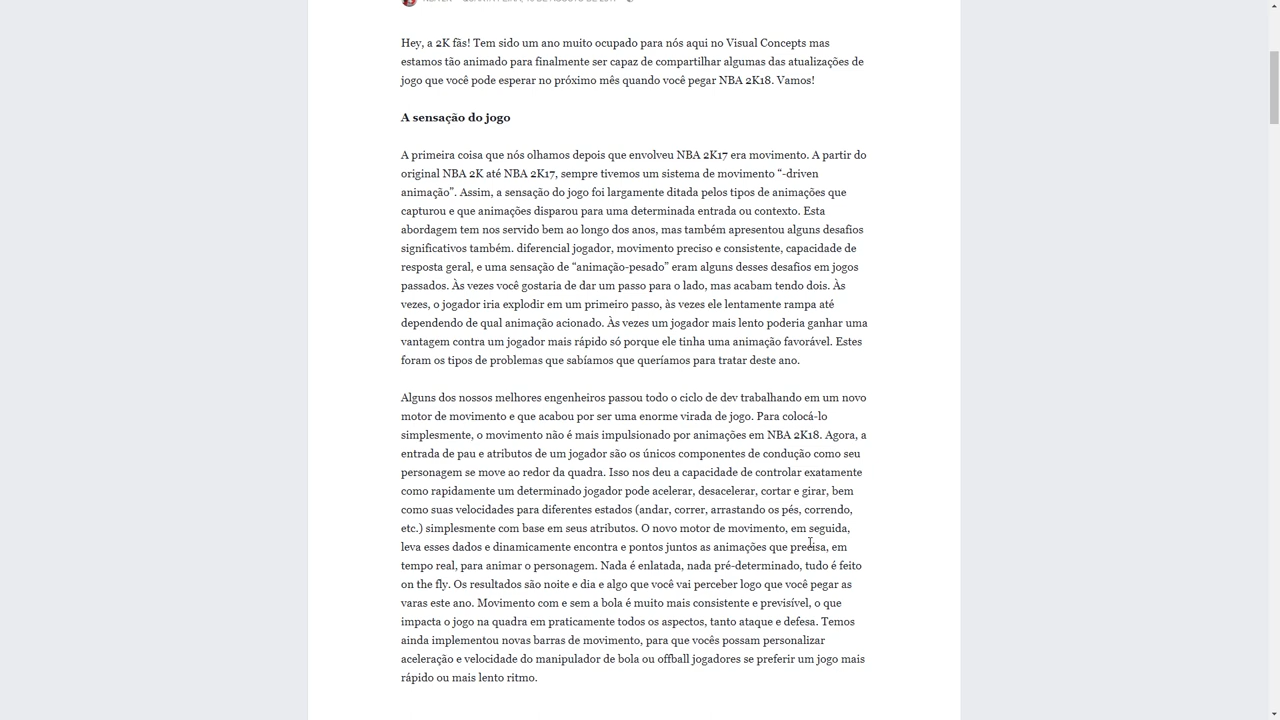 Hey, a 2K fãs! Tem sido um ano muito ocupado para nós aqui no Visual Concepts mas
estamos tão animado para finalmente ser capaz de compartilhar algumas das atualizações de
jogo que você pode esperar no próximo mês quando você pegar NBA 2K18. Vamos!
A sensação do jogo
A primeira coisa que nós olhamos depois que envolveu NBA 2K17 era movimento. A partir do
original NBA 2K até NBA 2K17, sempre tivemos um sistema de movimento “-driven
animação”. Assim, a sensação do jogo foi largamente ditada pelos tipos de animações que
capturou e que animações disparou para uma determinada entrada ou contexto. Esta
abordagem tem nos servido bem ao longo dos anos, mas também apresentou alguns desafios
significativos também. diferencial jogador, movimento preciso e consistente, capacidade de
resposta geral, e uma sensação de “animação-pesado” eram alguns desses desafios em jogos
passados. Às vezes você gostaria de dar um passo para o lado, mas acabam tendo dois. Às
vezes, o jogador iria explodir em um primeiro passo, às vezes ele lentamente rampa até
dependendo de qual animação acionado. Às vezes um jogador mais lento poderia ganhar uma
vantagem contra um jogador mais rápido só porque ele tinha uma animação favorável. Estes
foram os tipos de problemas que sabíamos que queríamos para tratar deste ano.
Alguns dos nossos melhores engenheiros passou todo o ciclo de dev trabalhando em um novo
motor de movimento e que acabou por ser uma enorme virada de jogo. Para colocá-lo
simplesmente, o movimento não é mais impulsionado por animações em NBA 2K18. Agora, a
entrada de pau e atributos de um jogador são os únicos componentes de condução como seu
personagem se move ao redor da quadra. Isso nos deu a capacidade de controlar exatamente
como rapidamente um determinado jogador pode acelerar, desacelerar, cortar e girar, bem
como suas velocidades para diferentes estados (andar, correr, arrastando os pés, correndo,
etc.) simplesmente com base em seus atributos. O novo motor de movimento, em seguida,
leva esses dados e dinamicamente encontra e pontos juntos as animações que precisa, em
tempo real, para animar o personagem. Nada é enlatada, nada pré-determinado, tudo é feito
on the fly. Os resultados são noite e dia e algo que você vai perceber logo que você pegar as
varas este ano. Movimento com e sem a bola é muito mais consistente e previsível, o que
impacta o jogo na quadra em praticamente todos os aspectos, tanto ataque e defesa. Temos
ainda implementou novas barras de movimento, para que vocês possam personalizar
aceleração e velocidade do manipulador de bola ou offball jogadores se preferir um jogo mais
rápido ou mais lento ritmo.